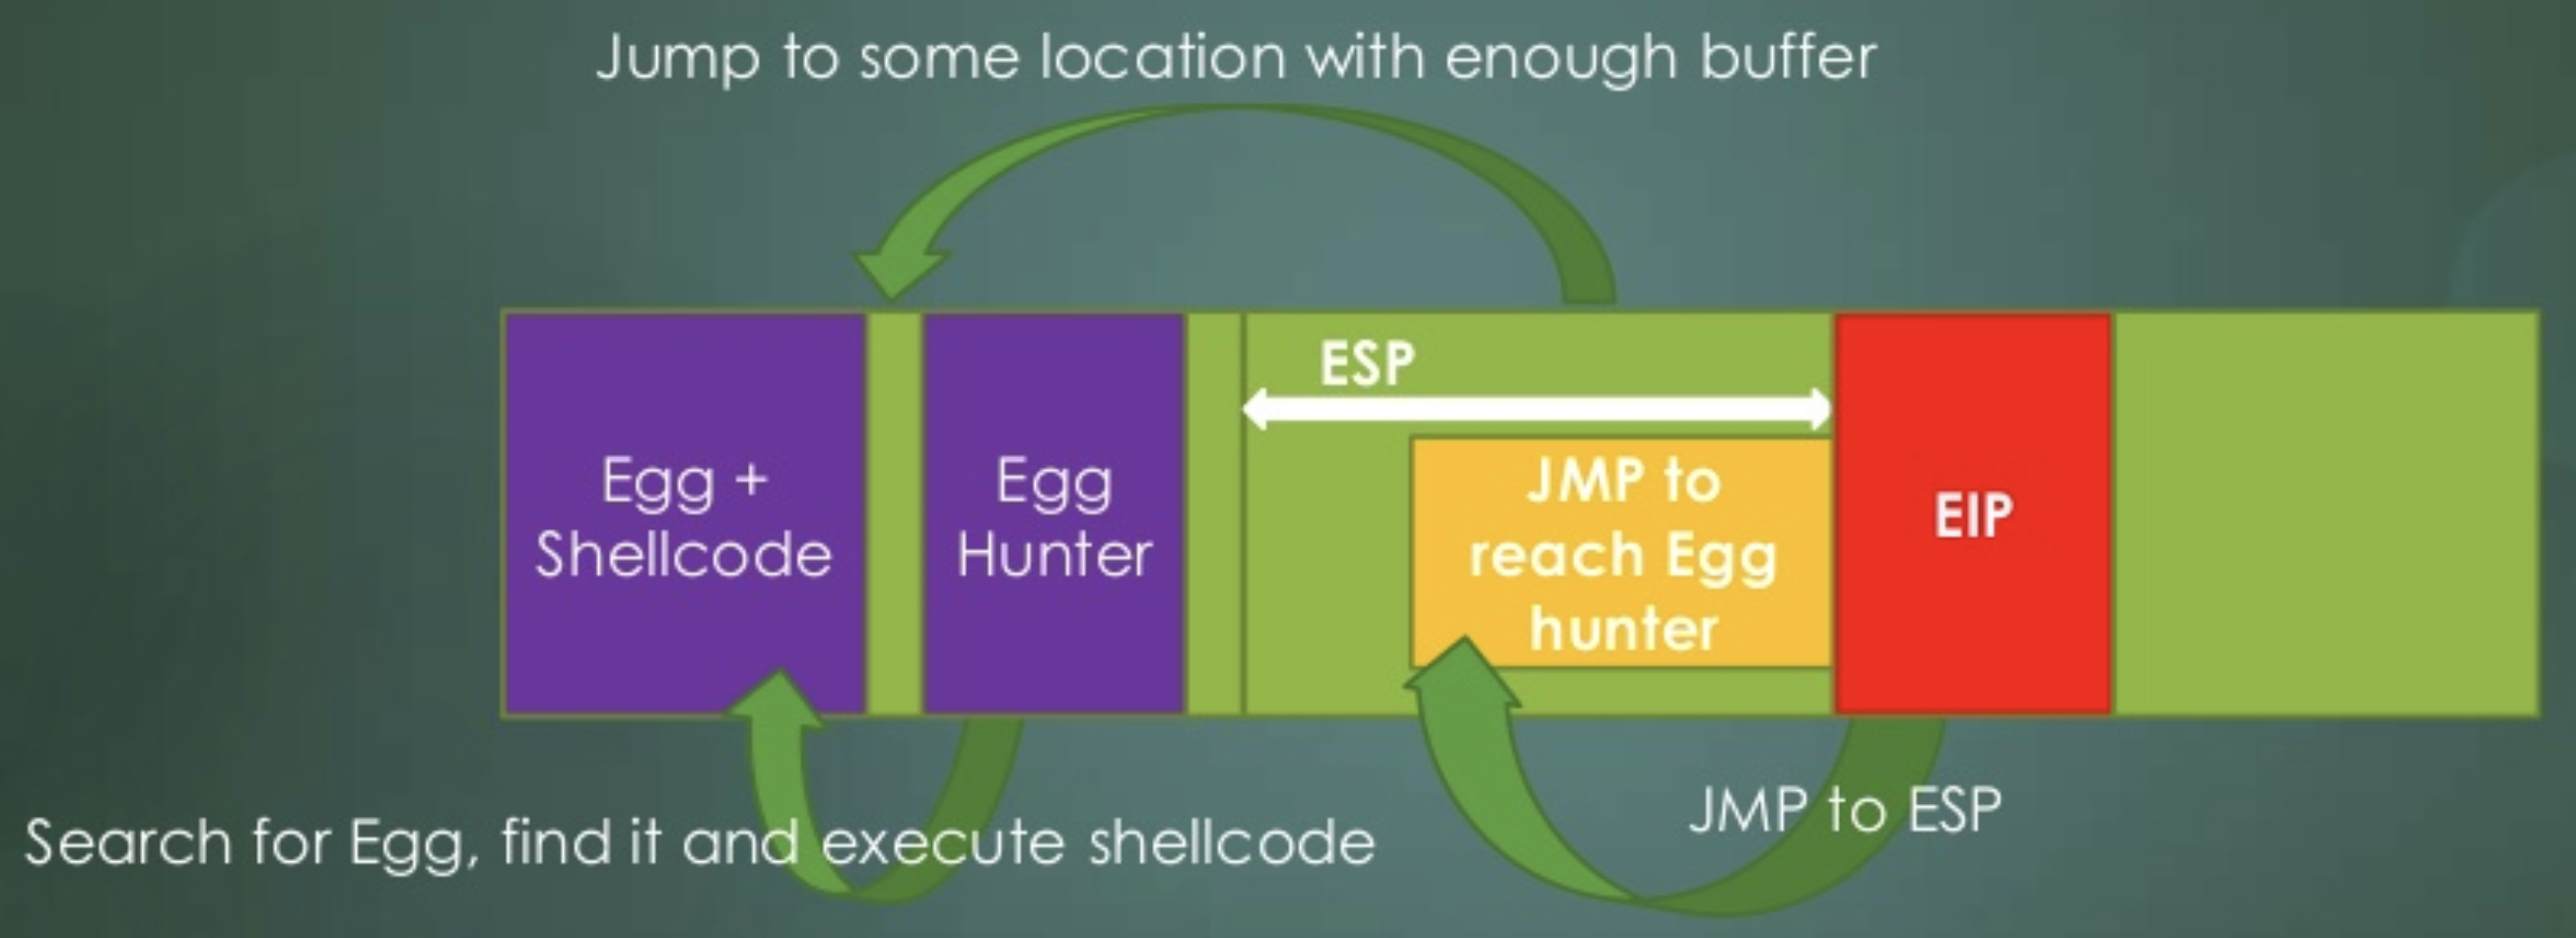 Jump to some location with enough buffer
Egg +
Shellcode
Egg
Hunter
ESP
JMP to
reach Egg
hunter
EIP
JMP to ESP
Search for Egg, find it and execute shellcode